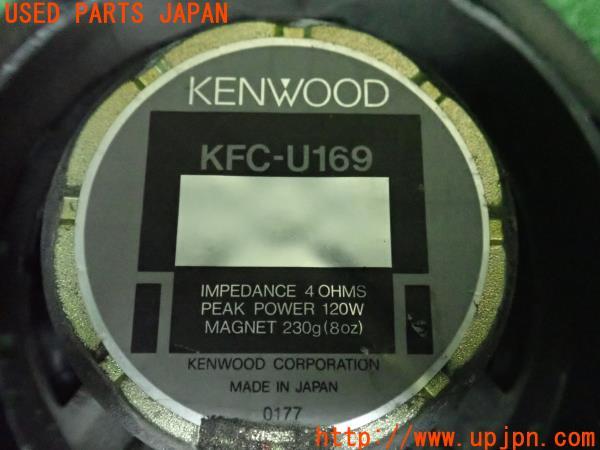 USED PARTS JAPAN
KENWOOD
KFC-U169
IMPEDANCE 4 OHMS
PEAK POWER 120W
MAGNET 230g (8oz)
KENWOOD CORPORATION
MADE IN JAPAN
0177
UPJ
http://www.upjpn.com